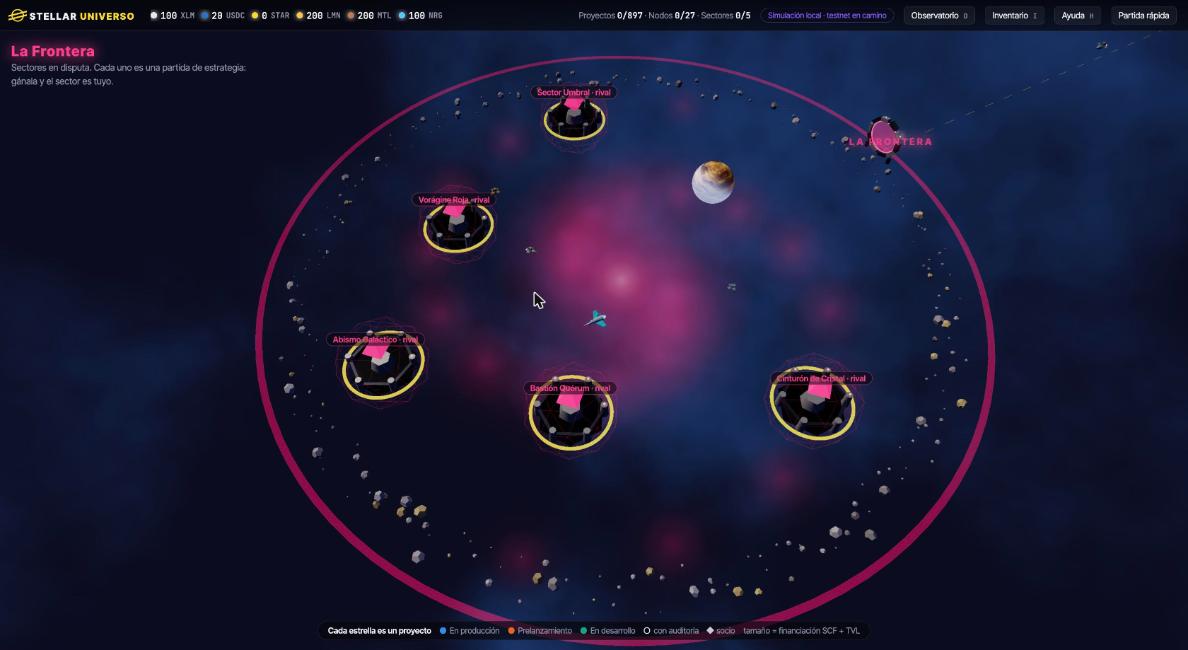 STELLAR UNIVERSO
100 XLM 20 USDC 0 STAR 200 LMN 200 MTL 100 NRG
Proyectos 0/897 · Nodos 0/27 · Sectores 0/5
Simulación local · testnet en camino
Observatorio O
Inventario I
Ayuda H
Partida rápida
La Frontera
Sectores en disputa. Cada uno es una partida de estrategia:
gánala y el sector es tuyo.
Sector Umbral · rival
LA FRONTERA
Vorágine Roja · rival
Abismo Galáctico · rival
Cinturón de Cristal · rival
Bastión Quórum · rival
Cada estrella es un proyecto En producción Prelanzamiento En desarrollo con auditoría socio tamaño = financiación SCF + TVL